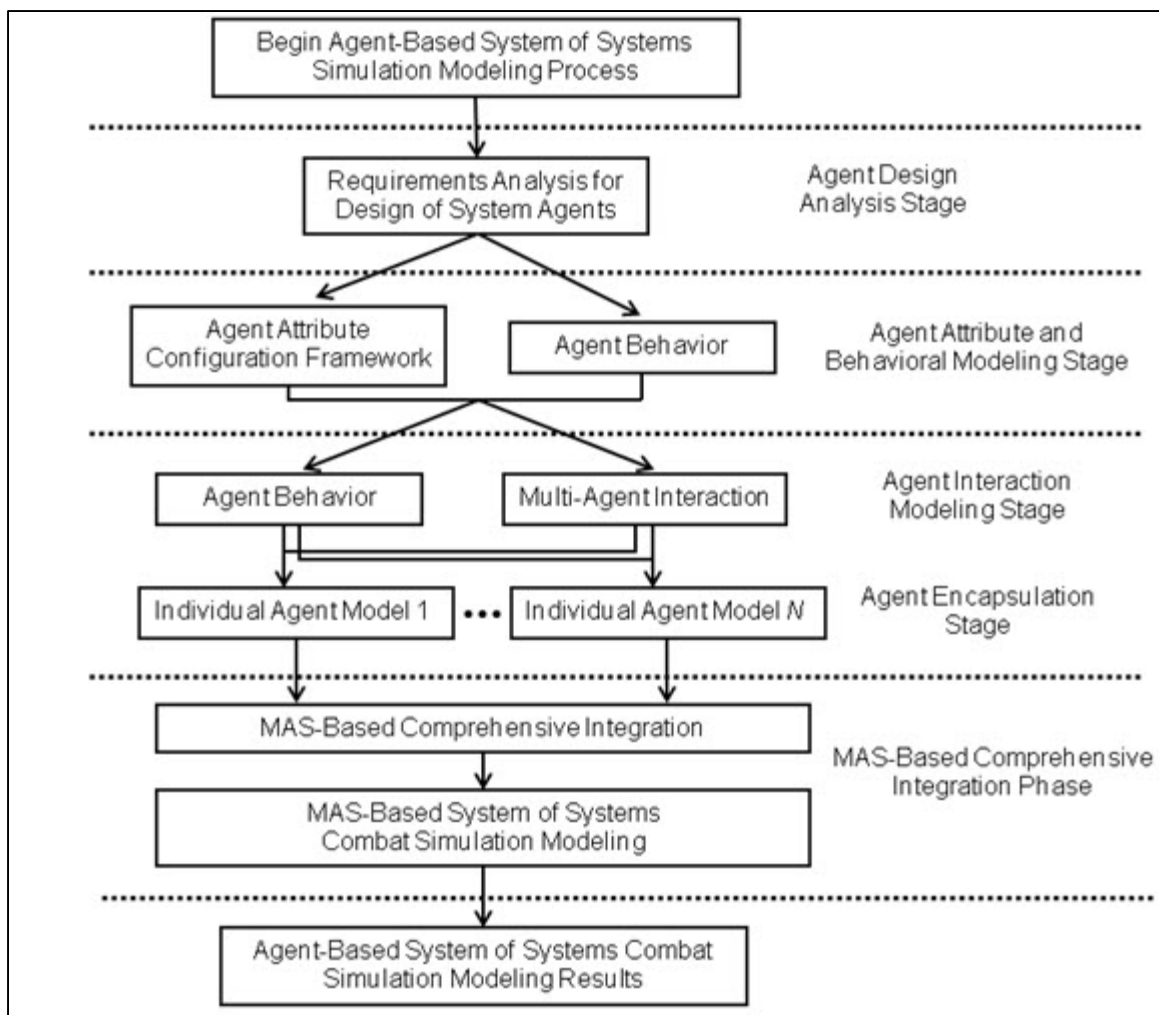 Begin Agent-Based System of Systems
Simulation Modeling Process
Requirements Analysis for
Design of System Agents
Agent Design
Analysis Stage
Agent Attribute
Configuration Framework
Agent Behavior
Agent Attribute and
Behavioral Modeling Stage
Agent Behavior
Multi-Agent Interaction
Agent Interaction
Modeling Stage
Individual Agent Model 1
Individual Agent Model N
Agent Encapsulation
Stage
MAS-Based Comprehensive Integration
MAS-Based System of Systems
Combat Simulation Modeling
MAS-Based Comprehensive
Integration Phase
Agent-Based System of Systems Combat
Simulation Modeling Results